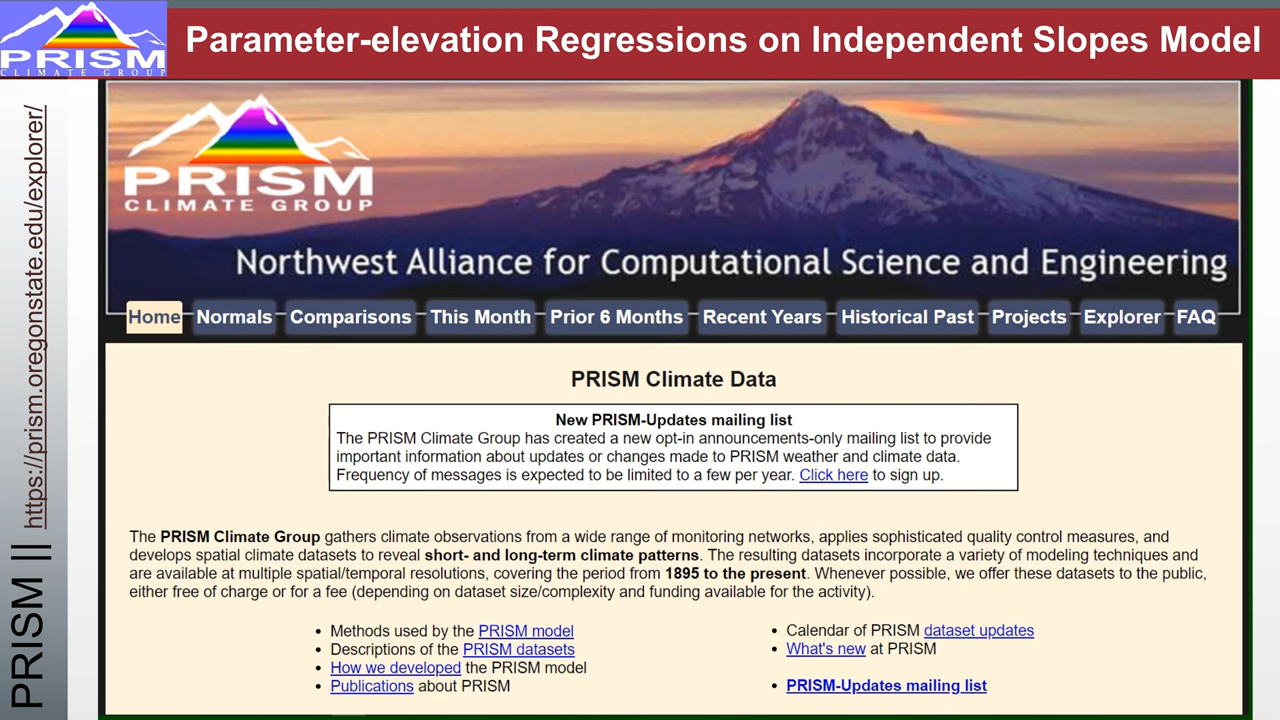 PRISM
CLIMATE GROUP
Parameter-elevation Regressions on Independent Slopes Model
PRISM || https://prism.oregonstate.edu/explorer/
PRISM
CLIMATE GROUP
Northwest Alliance for Computational Science and Engineering
Home Normals Comparisons This Month Prior 6 Months Recent Years Historical Past Projects Explorer FAQ
PRISM Climate Data
New PRISM-Updates mailing list
The PRISM Climate Group has created a new opt-in announcements-only mailing list to provide
important information about updates or changes made to PRISM weather and climate data.
Frequency of messages is expected to be limited to a few per year. Click here to sign up.
The PRISM Climate Group gathers climate observations from a wide range of monitoring networks, applies sophisticated quality control measures, and
develops spatial climate datasets to reveal short- and long-term climate patterns. The resulting datasets incorporate a variety of modeling techniques and
are available at multiple spatial/temporal resolutions, covering the period from 1895 to the present. Whenever possible, we offer these datasets to the public,
either free of charge or for a fee (depending on dataset size/complexity and funding available for the activity).
• Methods used by the PRISM model
• Descriptions of the PRISM datasets
• How we developed the PRISM model
• Publications about PRISM
• Calendar of PRISM dataset updates
• What's new at PRISM
• PRISM-Updates mailing list